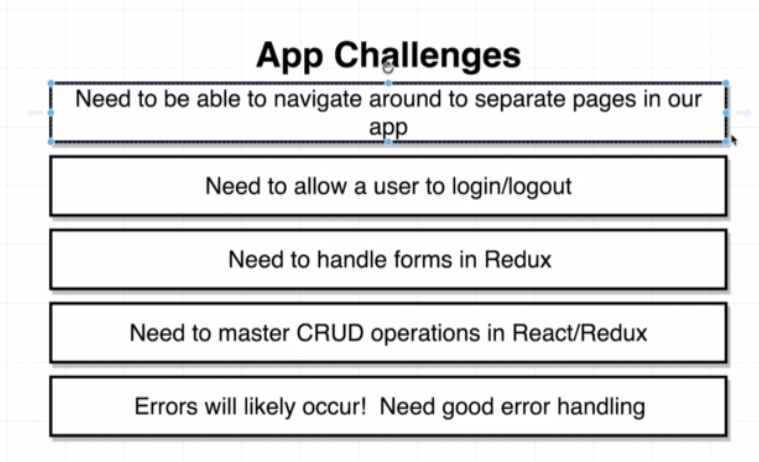 App Challenges
Need to be able to navigate around to separate pages in our
app
Need to allow a user to login/logout
Need to handle forms in Redux
Need to master CRUD operations in React/Redux
Errors will likely occur!  Need good error handling